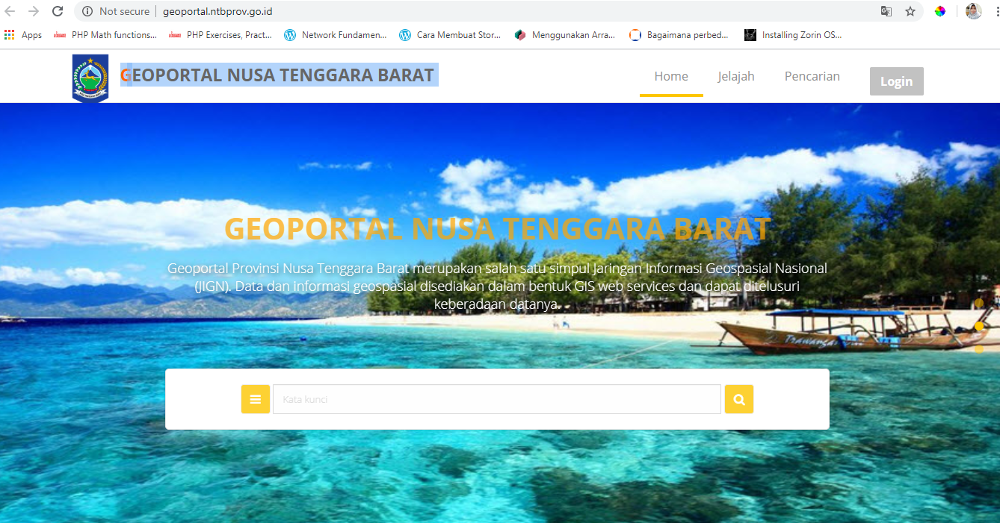 Not secure
geoportal.ntbprov.go.id
Apps
PHP Math functions...
PHP Exercises, Pract...
Network Fundamen...
Cara Membuat Stor...
Menggunakan Arra...
Bagaimana perbed...
Installing Zorin OS...
GEOPORTAL NUSA TENGGARA BARAT
Home
Jelajah
Pencarian
Login
GEOPORTAL NUSA TENGGARA BARAT
Geoportal Provinsi Nusa Tenggara Barat merupakan salah satu simpul Jaringan Informasi Geospasial Nasional
(JIGN). Data dan informasi geospasial disediakan dalam bentuk GIS web services dan dapat ditelusuri
keberadaan datanya.
Kata kunci